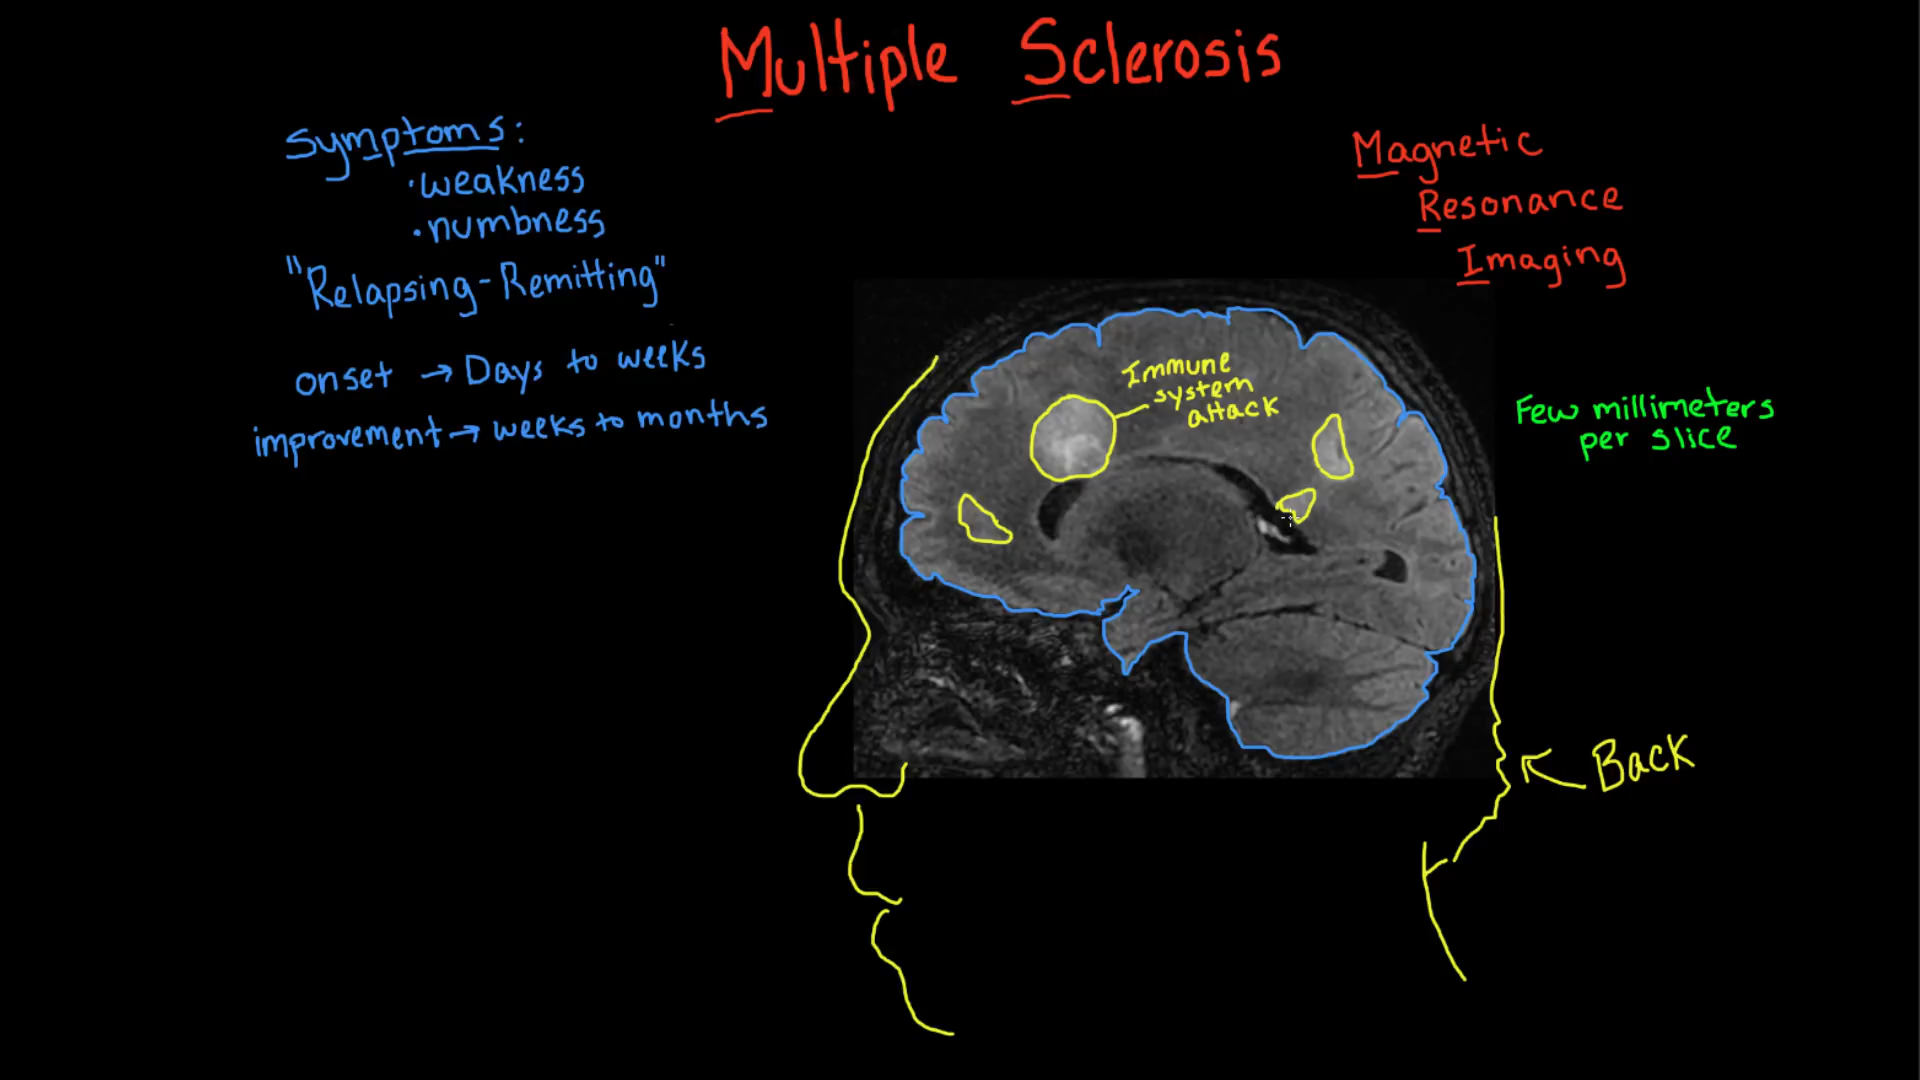 Multiple Sclerosis
Symptoms:
·weakness
·numbness
"Relapsing-Remitting"
onset → Days to weeks
improvement → weeks to months
Magnetic
Resonance
Imaging
Immune
system
attack
Few millimeters
per slice
Back